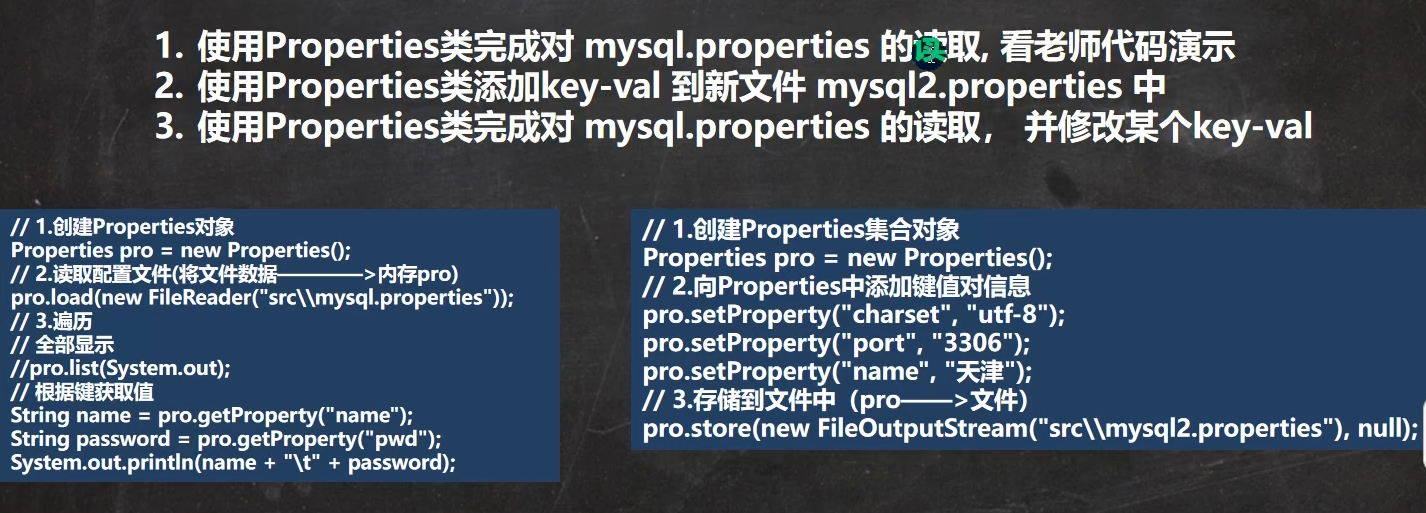 1. 使用Properties类完成对 mysql.properties 的读取, 看老师代码演示
2. 使用Properties类添加key-val 到新文件 mysql2.properties 中
3. 使用Properties类完成对 mysql.properties 的读取， 并修改某个key-val
// 1.创建Properties对象
Properties pro = new Properties();
// 2.读取配置文件(将文件数据————>内存pro)
pro.load(new FileReader("src\\mysql.properties"));
// 3.遍历
// 全部显示
//pro.list(System.out);
// 根据键获取值
String name = pro.getProperty("name");
String password = pro.getProperty("pwd");
System.out.println(name + "\t" + password);
// 1.创建Properties集合对象
Properties pro = new Properties();
// 2.向Properties中添加键值对信息
pro.setProperty("charset", "utf-8");
pro.setProperty("port", "3306");
pro.setProperty("name", "天津");
// 3.存储到文件中（pro——>文件）
pro.store(new FileOutputStream("src\\mysql2.properties"), null);